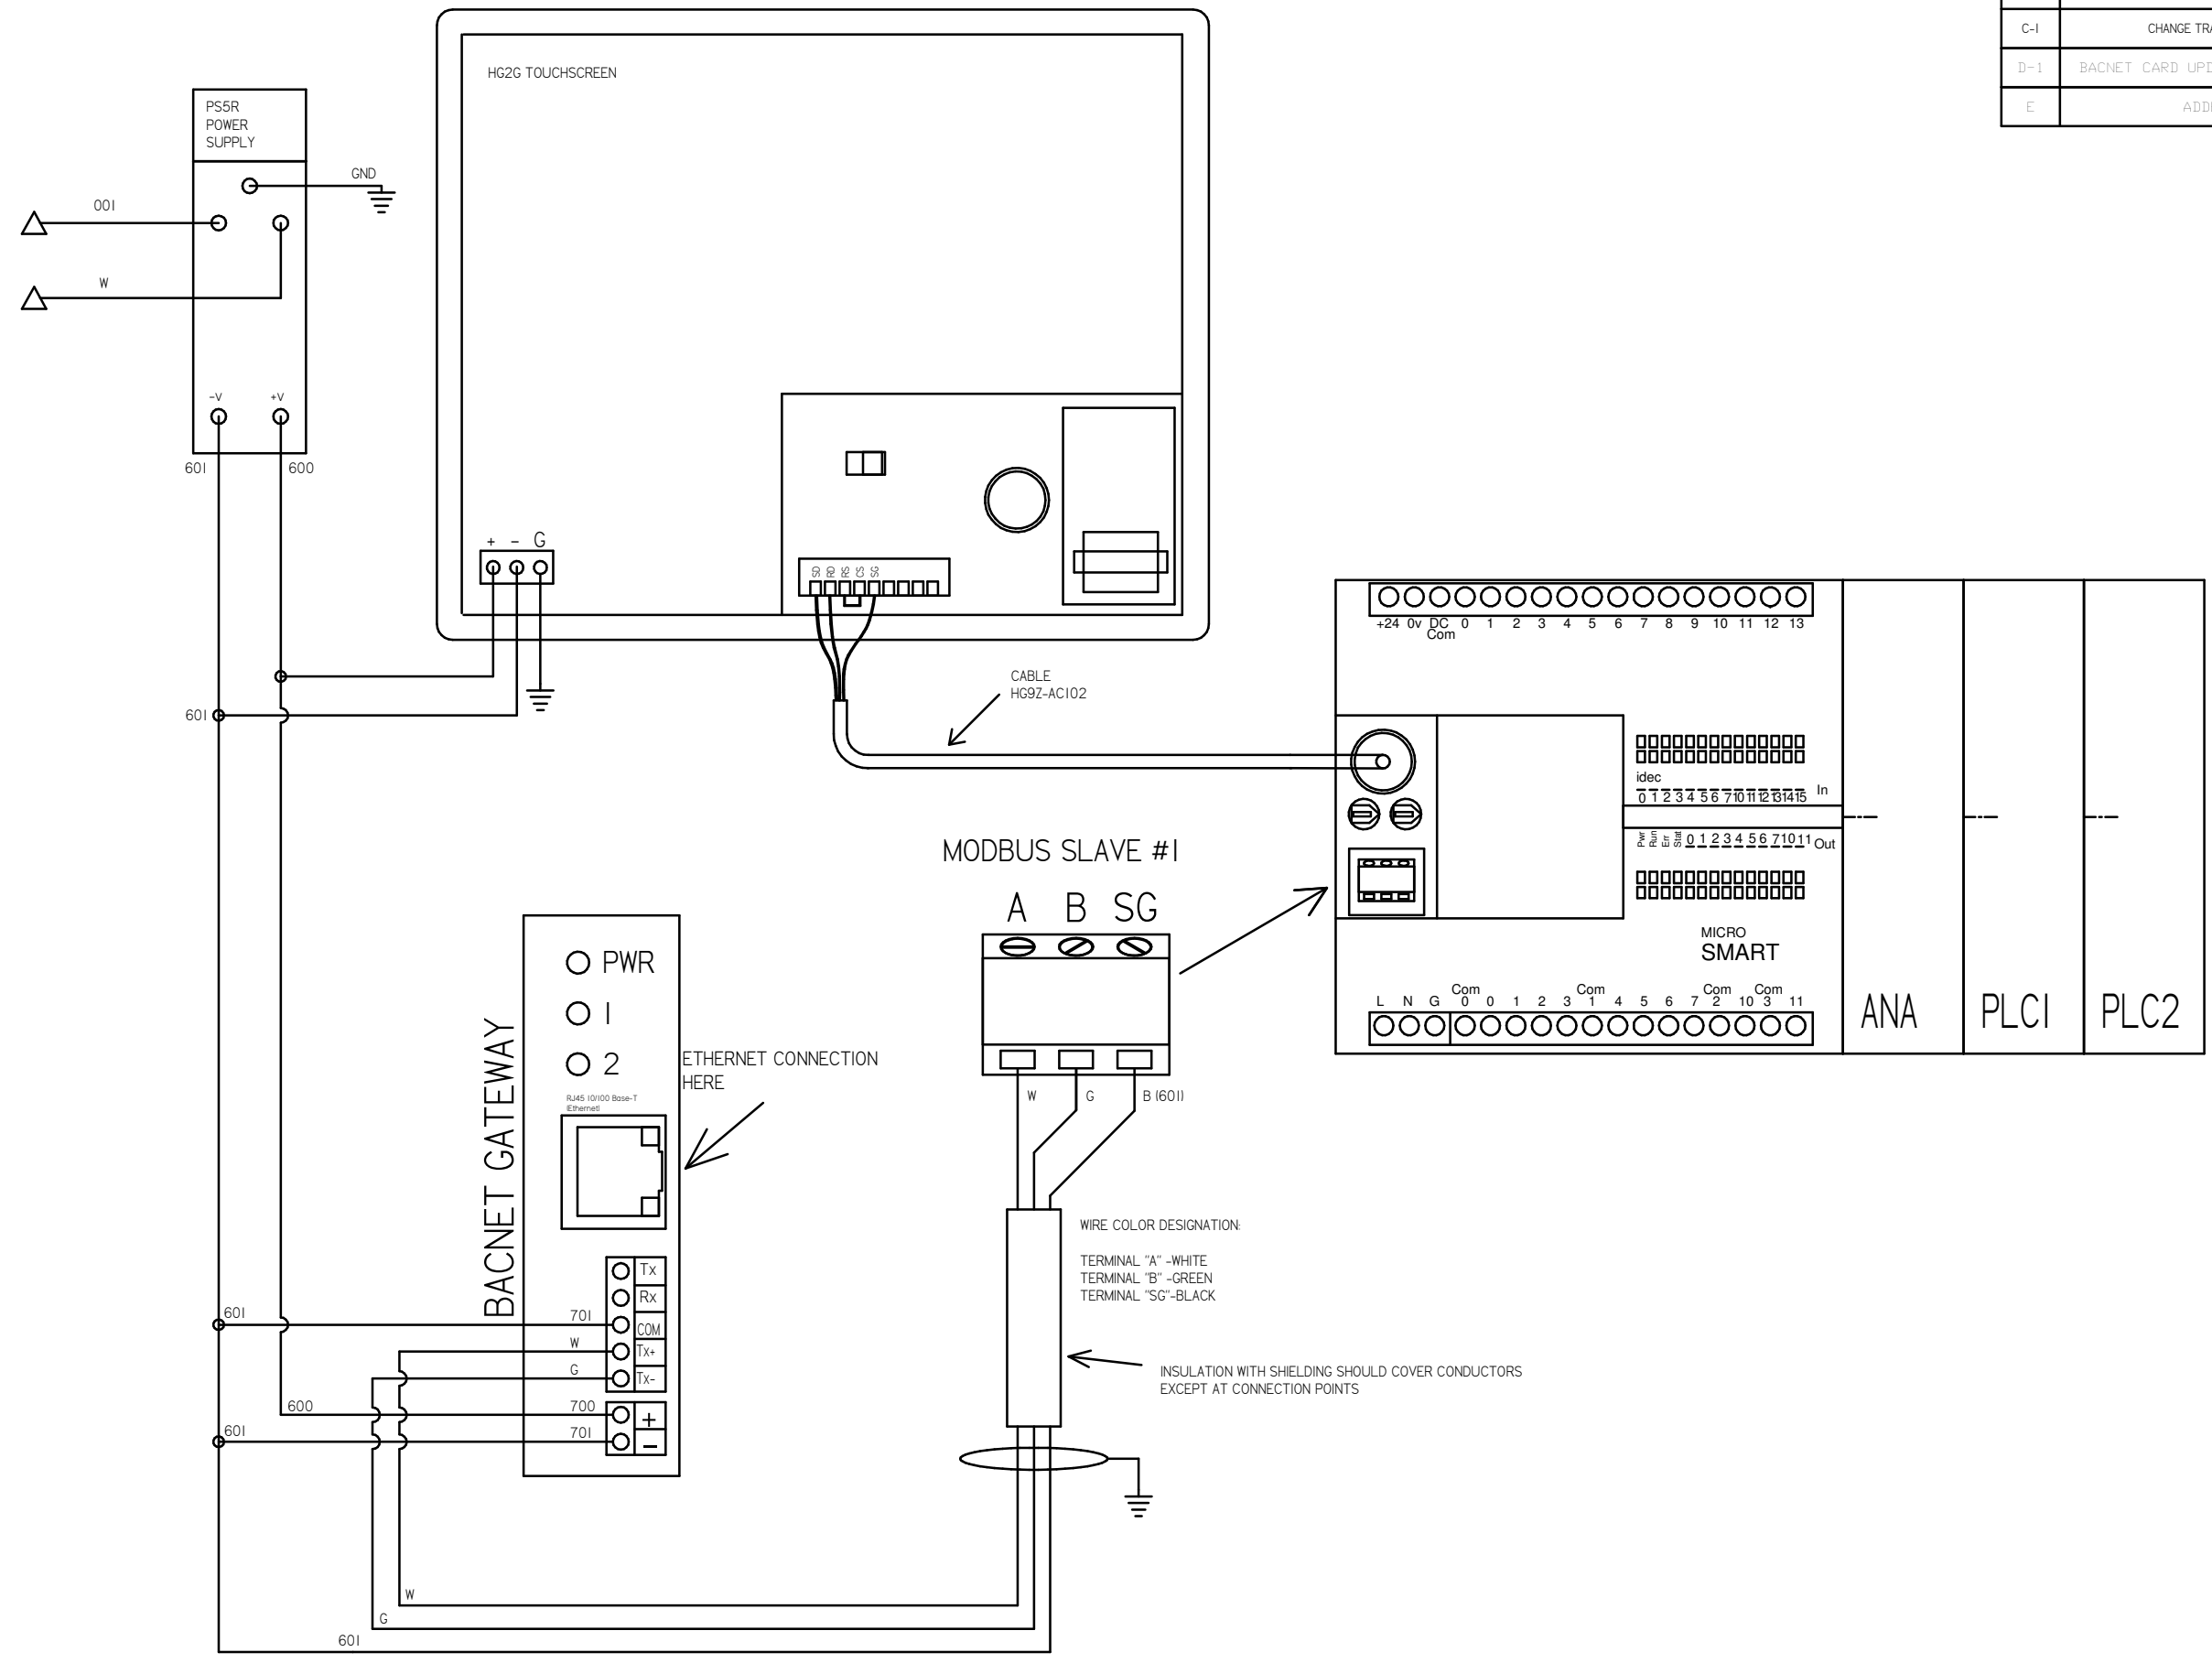 C-1
CHANGE
D-1
BACNET CARD
E
HG2G TOUCHSCREEN
PS5R
POWER
SUPPLY
GND
001
W
-V +V
601 600
+ - G
SD RD RS CS SG
601
CABLE
HG9Z-AC102
+24 0v DC 0 1 2 3 4 5 6 7 8 9 10 11 12 13
Com
idec
0 1 2 3 4 5 6 7 10 11 12 13 14 15 In
Pwr Run Err Stat 0 1 2 3 4 5 6 7 10 11 Out
MICRO
SMART
Com Com Com Com
L N G 0 0 1 2 3 1 4 5 6 7 2 10 3 11
ANA PLC1 PLC2
MODBUS SLAVE #1
A B SG
W G B (601)
BACNET GATEWAY
PWR
1
2
ETHERNET CONNECTION
HERE
RJ45 10/100 Base-T
(Ethernet)
Tx
Rx
601 701 COM
W Tx+
G Tx-
600 700 +
601 701 -
WIRE COLOR DESIGNATION:
TERMINAL "A" -WHITE
TERMINAL "B" -GREEN
TERMINAL "SG"-BLACK
INSULATION WITH SHIELDING SHOULD COVER CONDUCTORS
EXCEPT AT CONNECTION POINTS
W
G
601